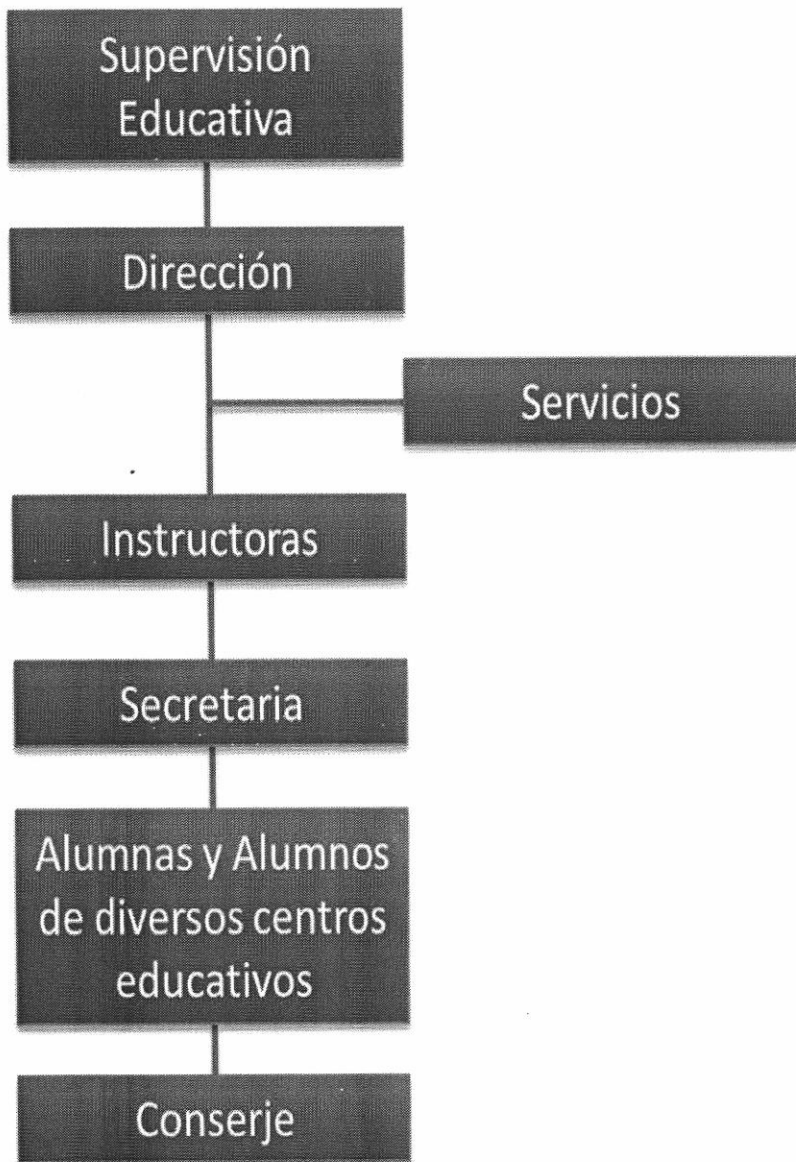 Supervisión
Educativa
Dirección
Servicios
Instructoras
Secretaria
Alumnas y Alumnos
de diversos centros
educativos
Conserje